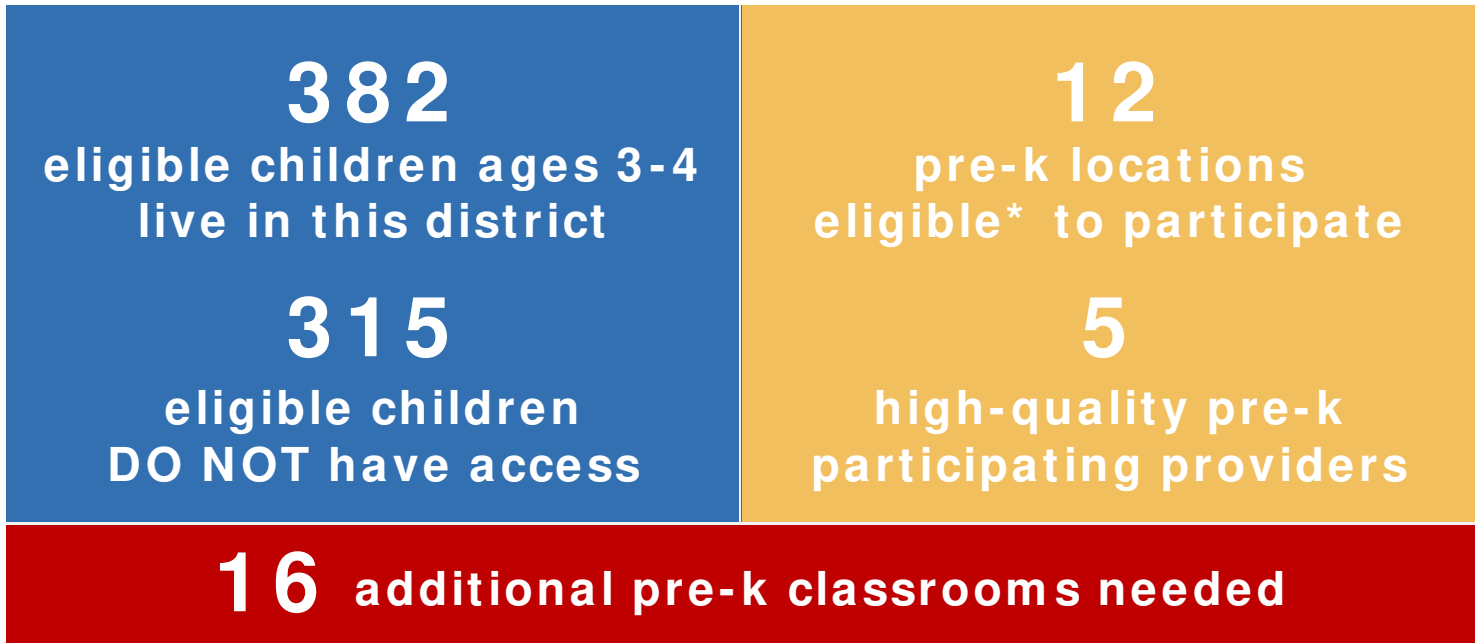 382
eligible children ages 3-4
live in this district
315
eligible children
DO NOT have access
12
pre-k locations
eligible* to participate
5
high-quality pre-k
participating providers
16 additional pre-k classrooms needed